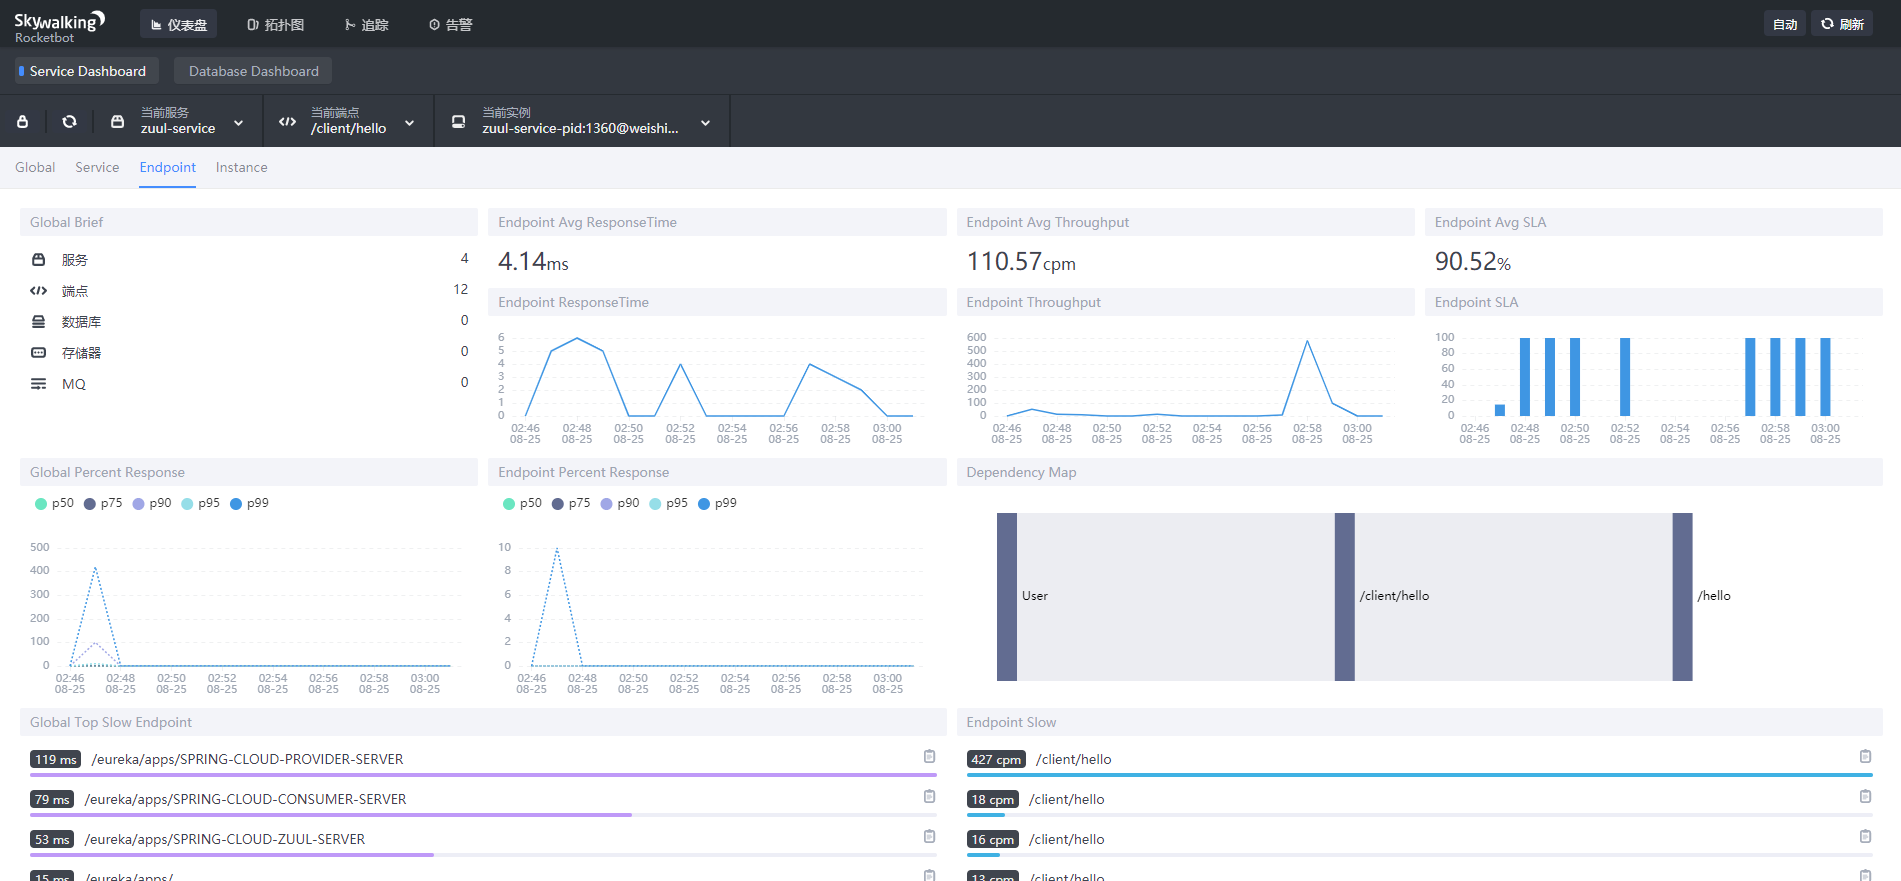 Skywalking
Rocketbot
仪表盘 拓扑图 追踪 告警 自动 刷新
Service Dashboard Database Dashboard
当前服务 当前端点 当前实例
zuul-service /client/hello zuul-service-pid:1360@weishi...
Global Service Endpoint Instance
Global Brief
服务 4
端点 12
数据库 0
存储器 0
MQ 0
Endpoint Avg ResponseTime
4.14ms
Endpoint Avg Throughput
110.57cpm
Endpoint Avg SLA
90.52%
Endpoint ResponseTime
6
5
4
3
2
1
0
02:46 02:48 02:50 02:52 02:54 02:56 02:58 03:00
08-25 08-25 08-25 08-25 08-25 08-25 08-25 08-25
Endpoint Throughput
600
500
400
300
200
100
0
02:46 02:48 02:50 02:52 02:54 02:56 02:58 03:00
08-25 08-25 08-25 08-25 08-25 08-25 08-25 08-25
Endpoint SLA
100
80
60
40
20
0
02:46 02:48 02:50 02:52 02:54 02:56 02:58 03:00
08-25 08-25 08-25 08-25 08-25 08-25 08-25 08-25
Global Percent Response
p50 p75 p90 p95 p99
500
400
300
200
100
0
02:46 02:48 02:50 02:52 02:54 02:56 02:58 03:00
08-25 08-25 08-25 08-25 08-25 08-25 08-25 08-25
Endpoint Percent Response
p50 p75 p90 p95 p99
10
8
6
4
2
0
02:46 02:48 02:50 02:52 02:54 02:56 02:58 03:00
08-25 08-25 08-25 08-25 08-25 08-25 08-25 08-25
Dependency Map
User /client/hello /hello
Global Top Slow Endpoint
119 ms /eureka/apps/SPRING-CLOUD-PROVIDER-SERVER
79 ms /eureka/apps/SPRING-CLOUD-CONSUMER-SERVER
53 ms /eureka/apps/SPRING-CLOUD-ZUUL-SERVER
15 ms /eureka/apps/
Endpoint Slow
427 cpm /client/hello
18 cpm /client/hello
16 cpm /client/hello
13 cpm /client/hello